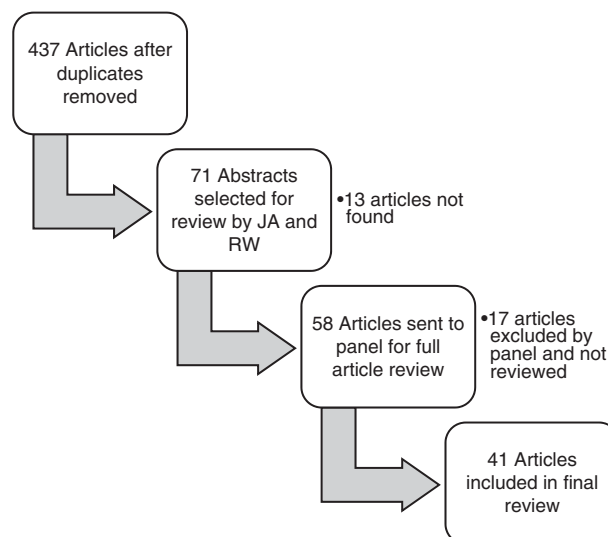 437 Articles after
duplicates
removed
71 Abstracts
selected for
review by JA and
RW
•13 articles not
found
58 Articles sent to
panel for full
article review
•17 articles
excluded by
panel and not
reviewed
41 Articles
included in final
review